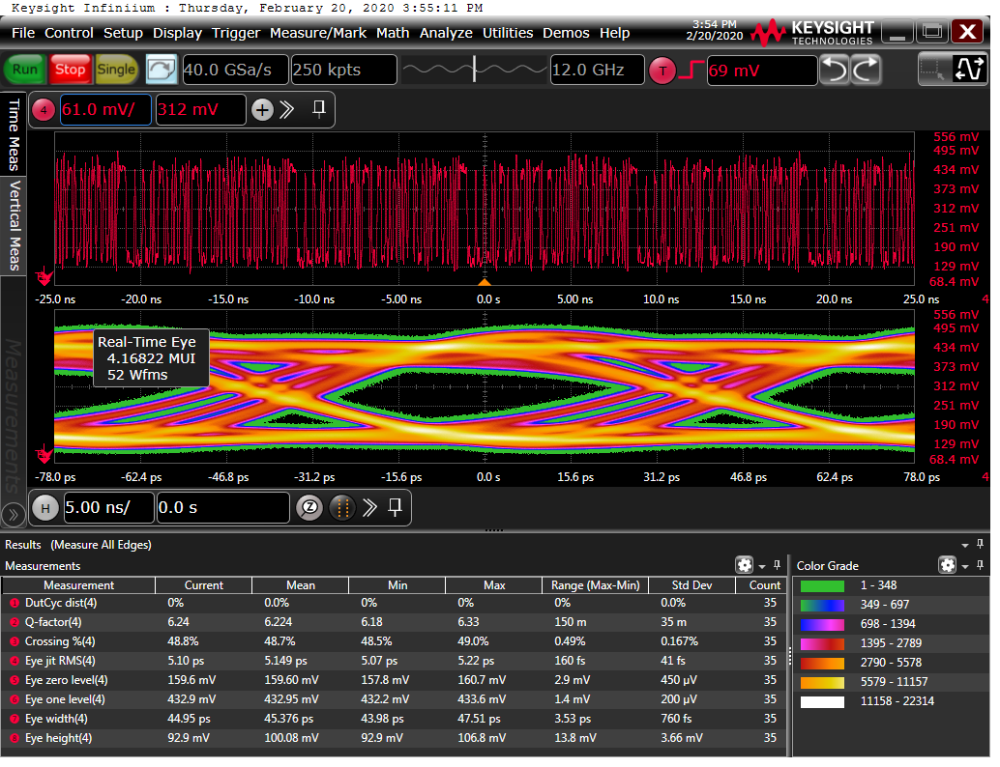 Keysight Infiniium : Thursday, February 20, 2020 3:55:11 PM
File Control Setup Display Trigger Measure/Mark Math Analyze Utilities Demos Help
3:54 PM
2/20/2020
KEYSIGHT
TECHNOLOGIES
Run Stop Single 40.0 GSa/s 250 kpts 12.0 GHz T 69 mV
4 61.0 mV/ 312 mV
Time Meas
Vertical Meas
Measurements
556 mV
495 mV
434 mV
373 mV
312 mV
251 mV
190 mV
129 mV
68.4 mV
-25.0 ns -20.0 ns -15.0 ns -10.0 ns -5.00 ns 0.0 s 5.00 ns 10.0 ns 15.0 ns 20.0 ns 25.0 ns 4
Real-Time Eye
4.16822 MUI
52 Wfms
556 mV
495 mV
434 mV
373 mV
312 mV
251 mV
190 mV
129 mV
68.4 mV
-78.0 ps -62.4 ps -46.8 ps -31.2 ps -15.6 ps 0.0 s 15.6 ps 31.2 ps 46.8 ps 62.4 ps 78.0 ps 4
H 5.00 ns/ 0.0 s Z
Results (Measure All Edges)
Measurements
Measurement Current Mean Min Max Range (Max-Min) Std Dev Count
1 DutCyc dist(4) 0% 0.0% 0% 0% 0% 0.0% 35
2 Q-factor(4) 6.24 6.224 6.18 6.33 150 m 35 m 35
3 Crossing %(4) 48.8% 48.7% 48.5% 49.0% 0.49% 0.167% 35
4 Eye jit RMS(4) 5.10 ps 5.149 ps 5.07 ps 5.22 ps 160 fs 41 fs 35
5 Eye zero level(4) 159.6 mV 159.60 mV 157.8 mV 160.7 mV 2.9 mV 450 µV 35
6 Eye one level(4) 432.9 mV 432.95 mV 432.2 mV 433.6 mV 1.4 mV 200 µV 35
7 Eye width(4) 44.95 ps 45.376 ps 43.98 ps 47.51 ps 3.53 ps 760 fs 35
8 Eye height(4) 92.9 mV 100.08 mV 92.9 mV 106.8 mV 13.8 mV 3.66 mV 35
Color Grade
1 - 348
349 - 697
698 - 1394
1395 - 2789
2790 - 5578
5579 - 11157
11158 - 22314